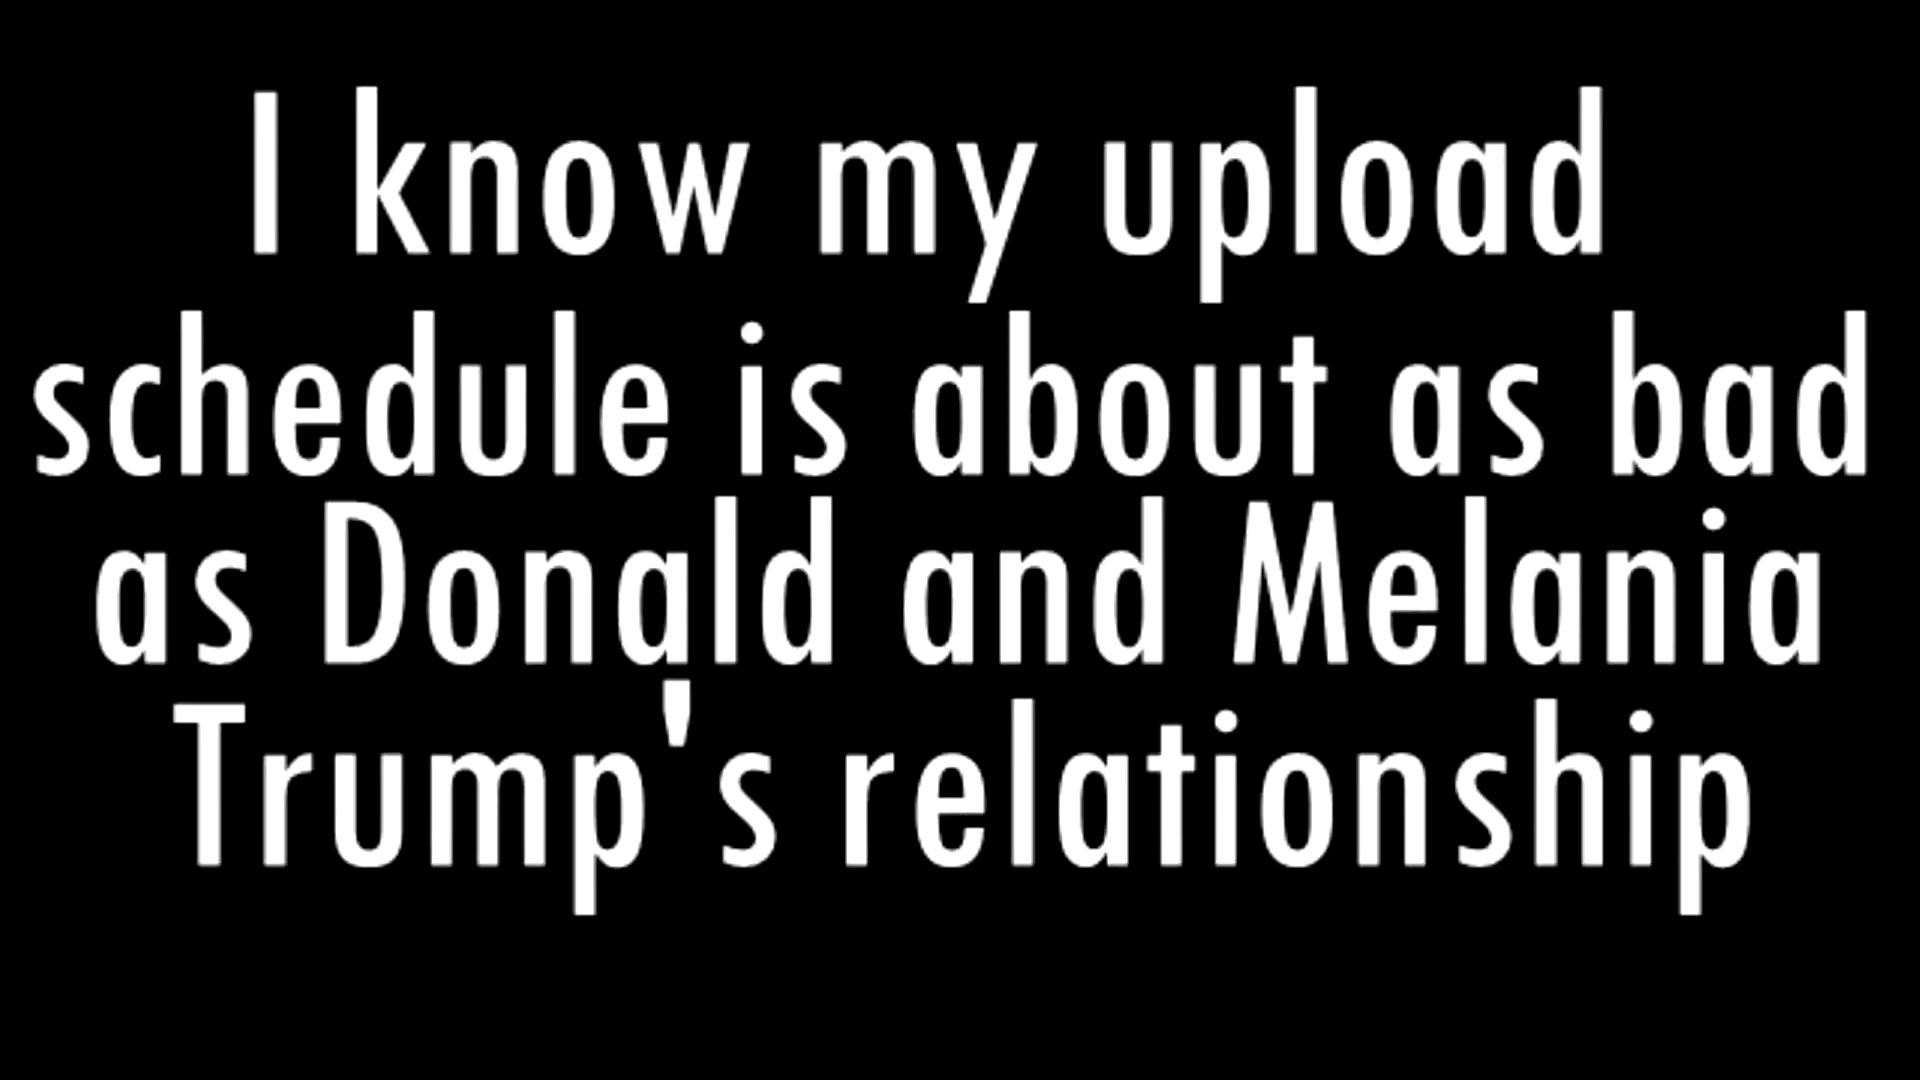 I know my upload
schedule is about as bad
as Donald and Melania
Trump's relationship